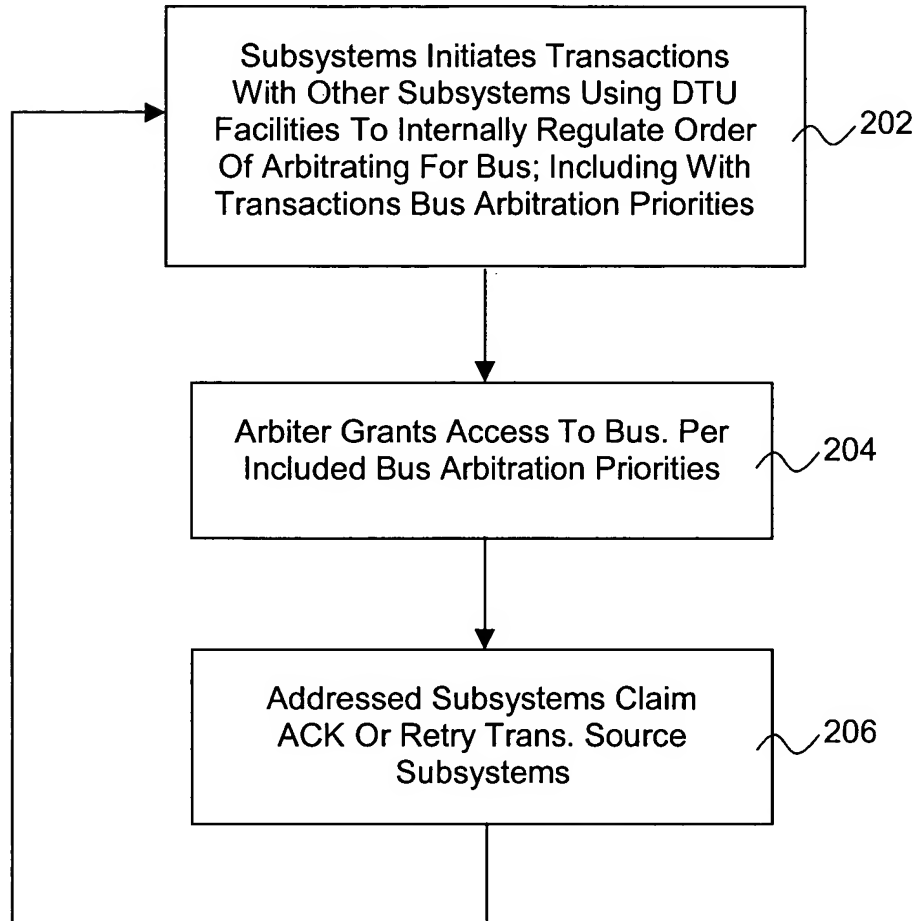 Subsystems Initiates Transactions
With Other Subsystems Using DTU
Facilities To Internally Regulate Order
Of Arbitrating For Bus; Including With
Transactions Bus Arbitration Priorities
202
Arbiter Grants Access To Bus. Per
Included Bus Arbitration Priorities
204
Addressed Subsystems Claim
ACK Or Retry Trans. Source
Subsystems
206